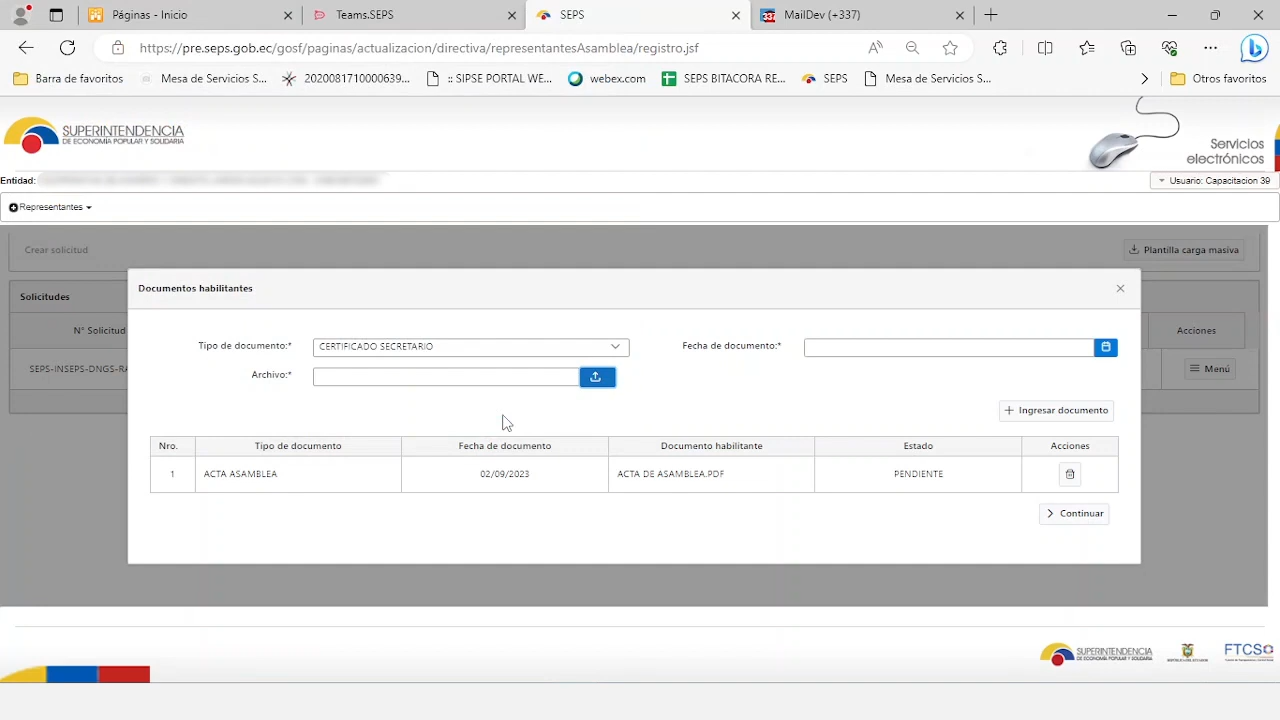 Páginas - Inicio
Teams.SEPS
SEPS
MailDev (+337)
https://pre.seps.gob.ec/gosf/paginas/actualizacion/directiva/representantesAsamblea/registro.jsf
Barra de favoritos
Mesa de Servicios S...
2020081710000639...
:: SIPSE PORTAL WE...
webex.com
SEPS BITACORA RE...
SEPS
Mesa de Servicios S...
Otros favoritos
SUPERINTENDENCIA
DE ECONOMÍA POPULAR Y SOLIDARIA
Servicios
electrónicos
Entidad:
Usuario: Capacitacion 39
Representantes
Crear solicitud
Plantilla carga masiva
Solicitudes
N° Solicitud
Acciones
SEPS-INSEPS-DNGS-RA
Menú
Documentos habilitantes
Tipo de documento:*
CERTIFICADO SECRETARIO
Fecha de documento:*
Archivo:*
Ingresar documento
Nro.
Tipo de documento
Fecha de documento
Documento habilitante
Estado
Acciones
1
ACTA ASAMBLEA
02/09/2023
ACTA DE ASAMBLEA.PDF
PENDIENTE
Continuar
SUPERINTENDENCIA
DE ECONOMÍA POPULAR Y SOLIDARIA
FTCS